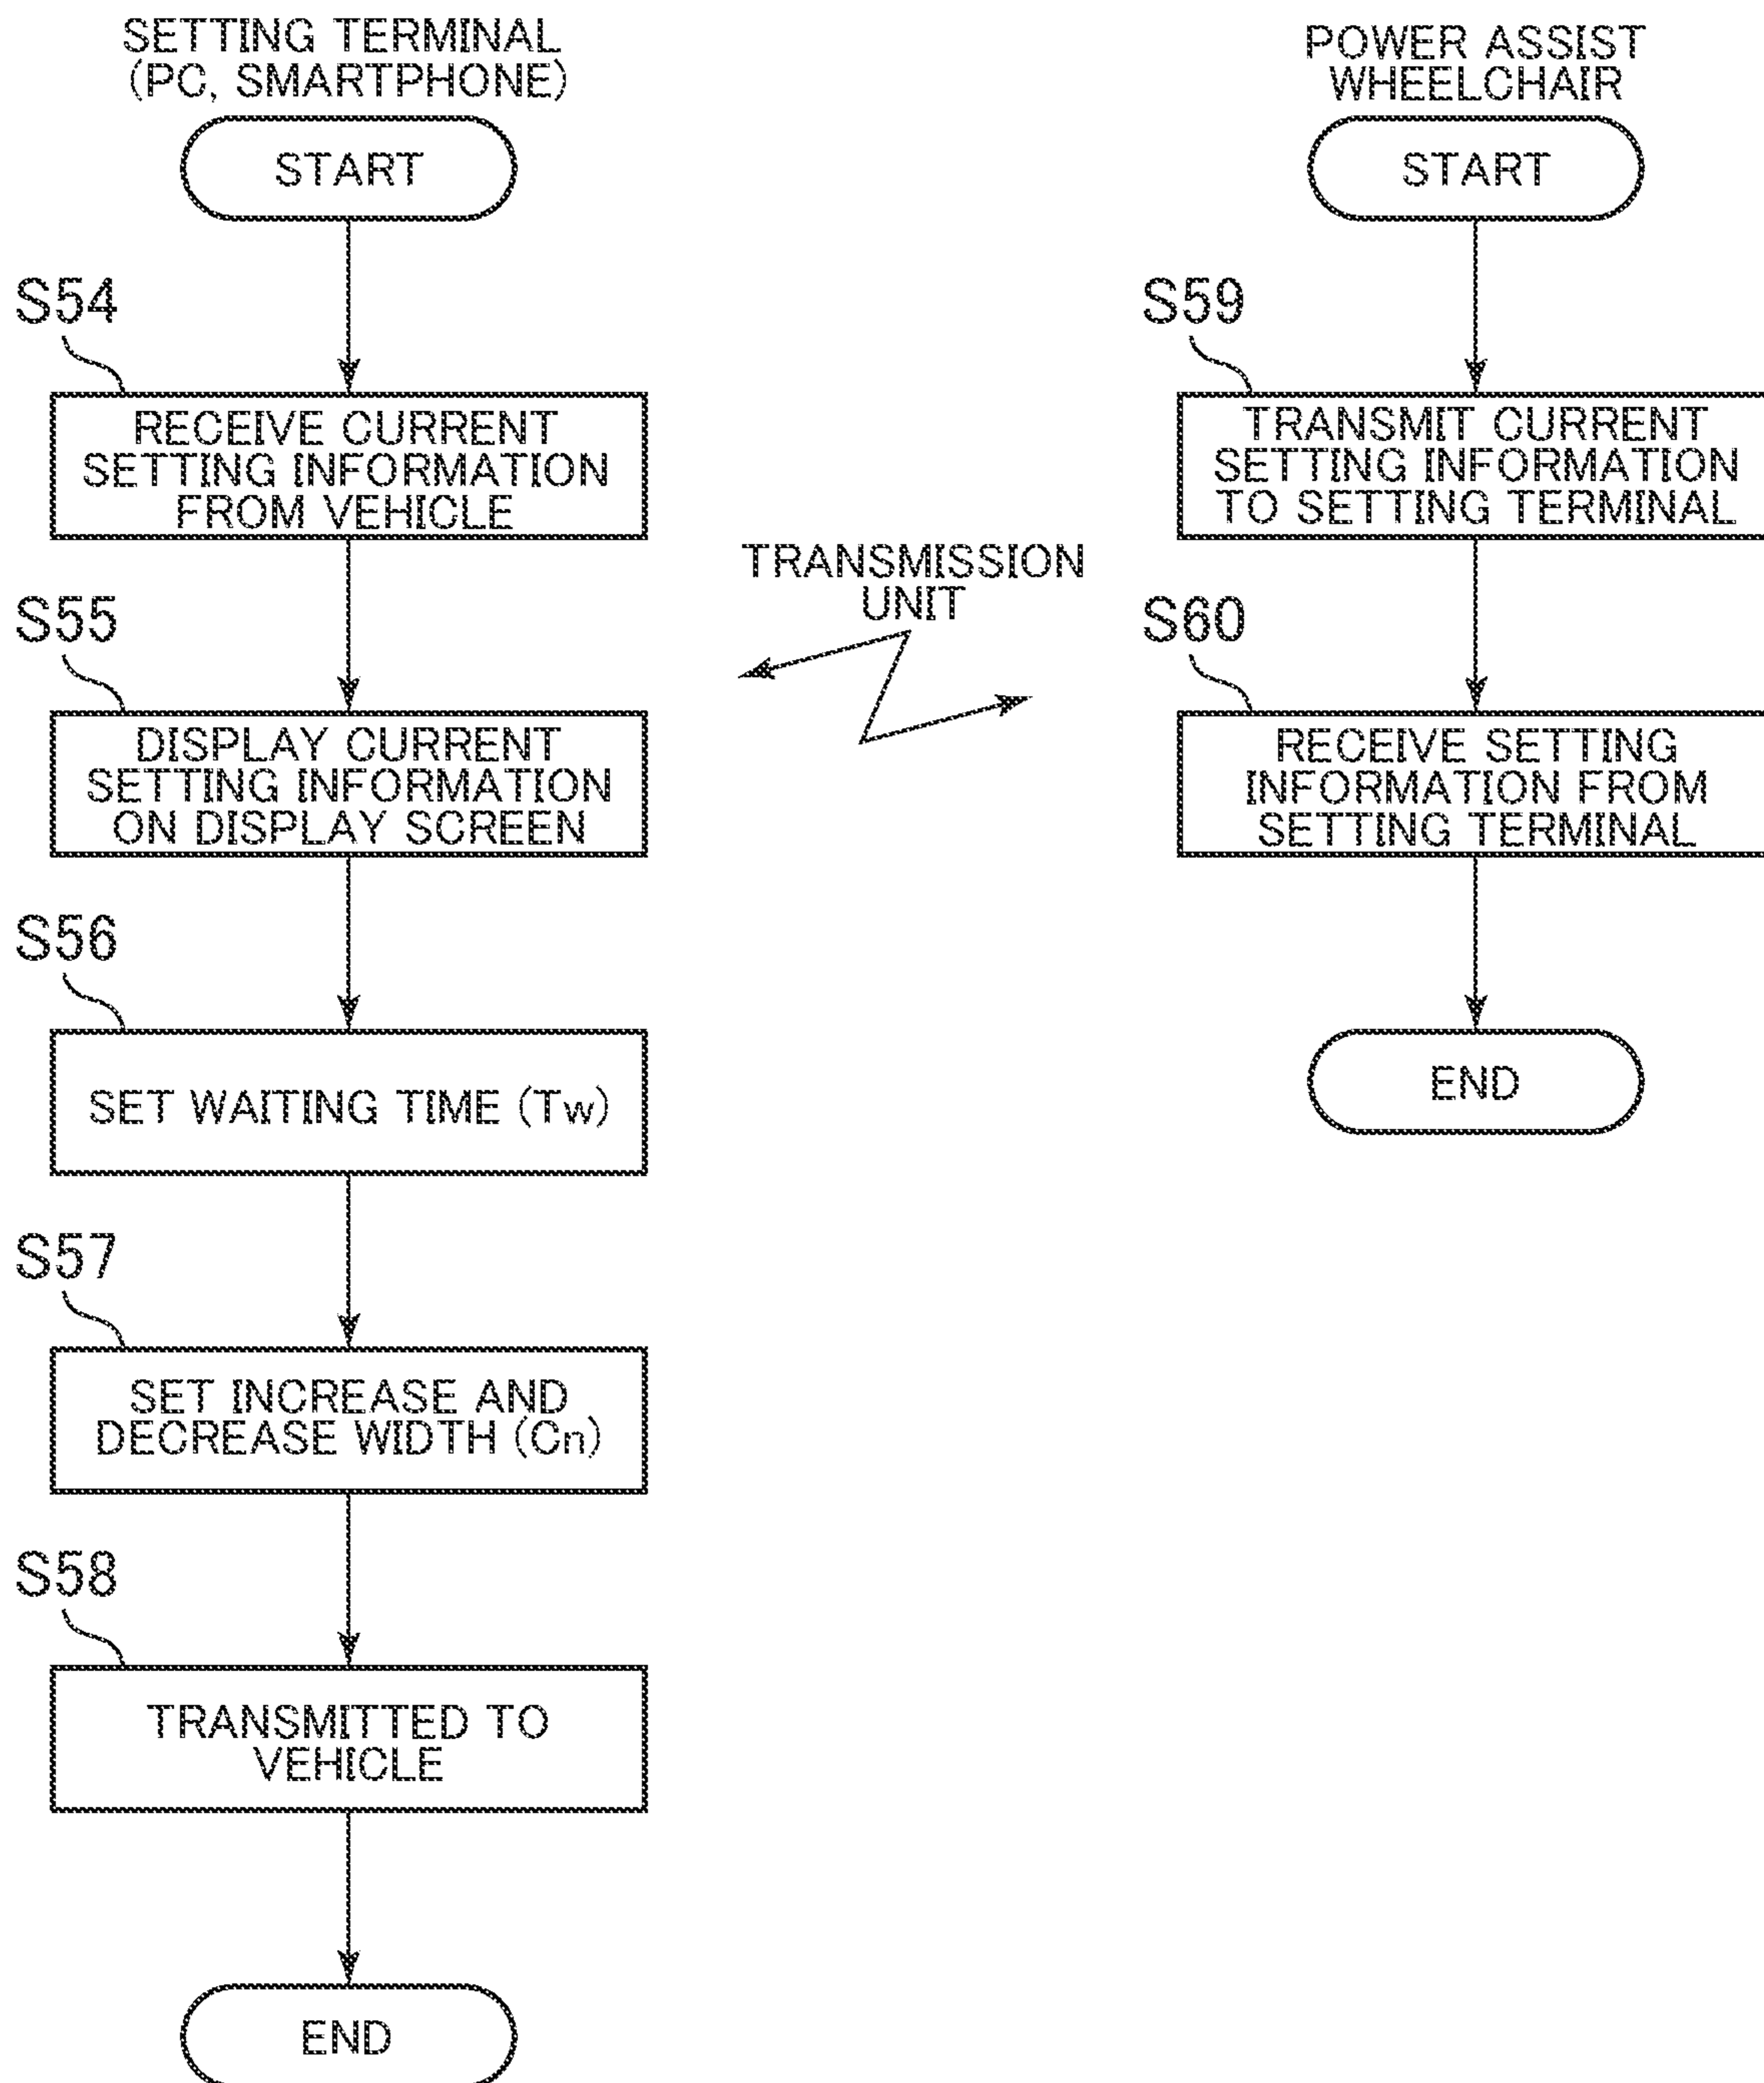 SETTING TERMINAL
(PC, SMARTPHONE)
START
S54
RECEIVE CURRENT
SETTING INFORMATION
FROM VEHICLE
S55
DISPLAY CURRENT
SETTING INFORMATION
ON DISPLAY SCREEN
S56
SET WAITING TIME (Tw)
S57
SET INCREASE AND
DECREASE WIDTH (Cn)
S58
TRANSMITTED TO
VEHICLE
END
TRANSMISSION
UNIT
POWER ASSIST
WHEELCHAIR
START
S59
TRANSMIT CURRENT
SETTING INFORMATION
TO SETTING TERMINAL
S60
RECEIVE SETTING
INFORMATION FROM
SETTING TERMINAL
END